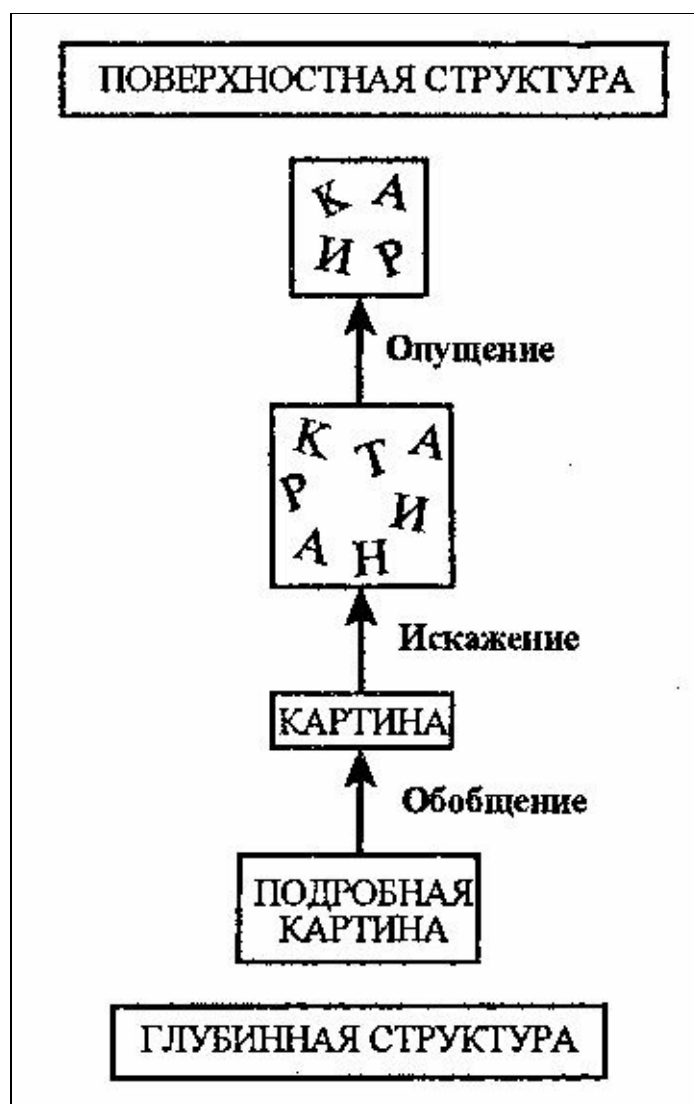 ПОВЕРХНОСТНАЯ СТРУКТУРА
К А
И Р
Опущение
К Т А
Р И
А Н
Искажение
КАРТИНА
Обобщение
ПОДРОБНАЯ
КАРТИНА
ГЛУБИННАЯ СТРУКТУРА